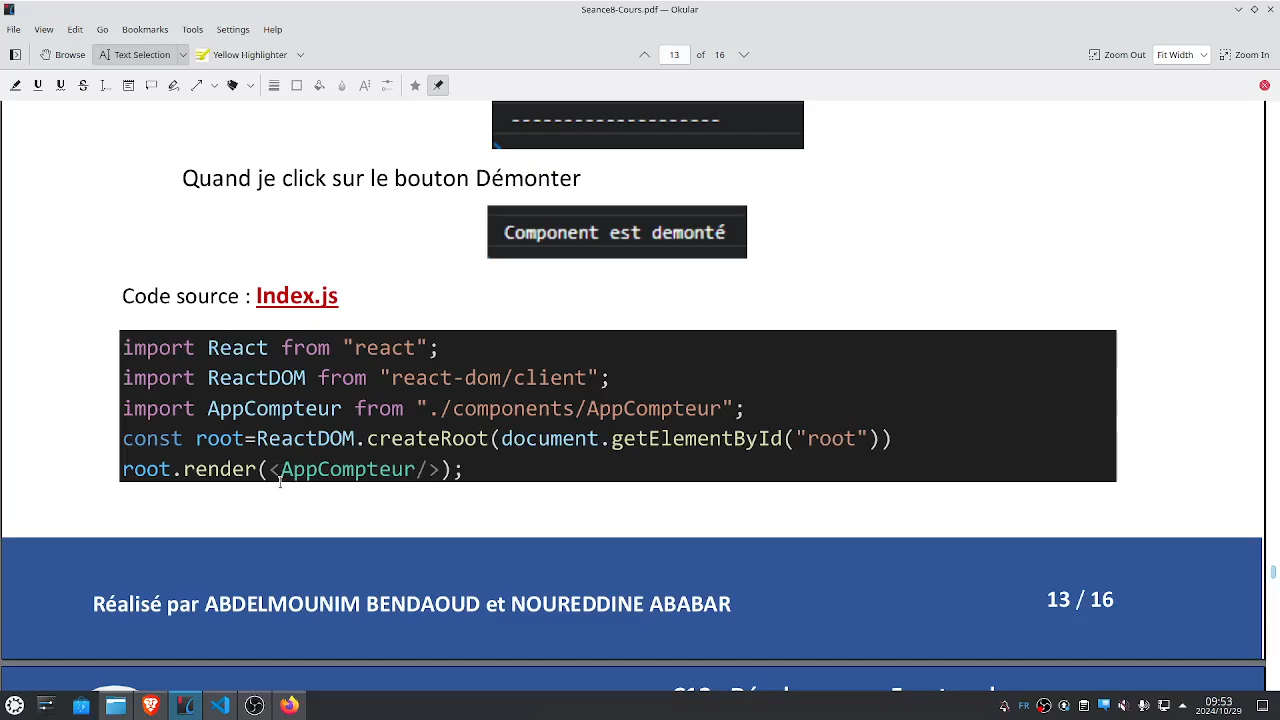 Seance8-Cours.pdf — Okular
File View Edit Go Bookmarks Tools Settings Help
Browse Text Selection Yellow Highlighter 13 of 16 Zoom Out Fit Width Zoom In
--------------------
Quand je click sur le bouton Démonter
Component est demonté
Code source : Index.js
import React from "react";
import ReactDOM from "react-dom/client";
import AppCompteur from "./components/AppCompteur";
const root=ReactDOM.createRoot(document.getElementById("root"))
root.render(<AppCompteur/>);
Réalisé par ABDELMOUNIM BENDAOUD et NOUREDDINE ABABAR
13 / 16
FR
09:53
2024/10/29